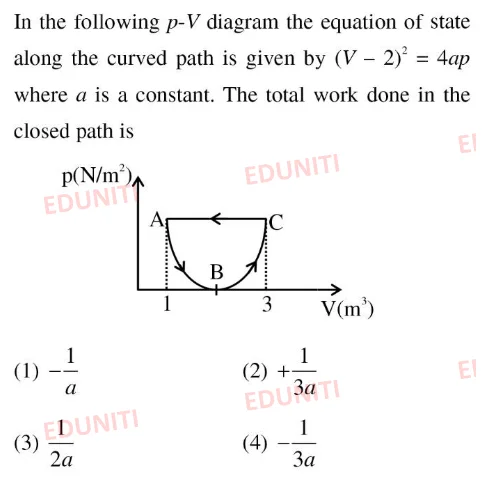 In the following p-V diagram the equation of state
along the curved path is given by (V – 2)² = 4ap
where a is a constant. The total work done in the
closed path is
p(N/m²)
EDUNITI
EDUNITI
A
C
B
1
3
V(m³)
(1) −1/a
(2) +1/3a
EDUNITI
(3) 1/2a
EDUNITI
(4) −1/3a